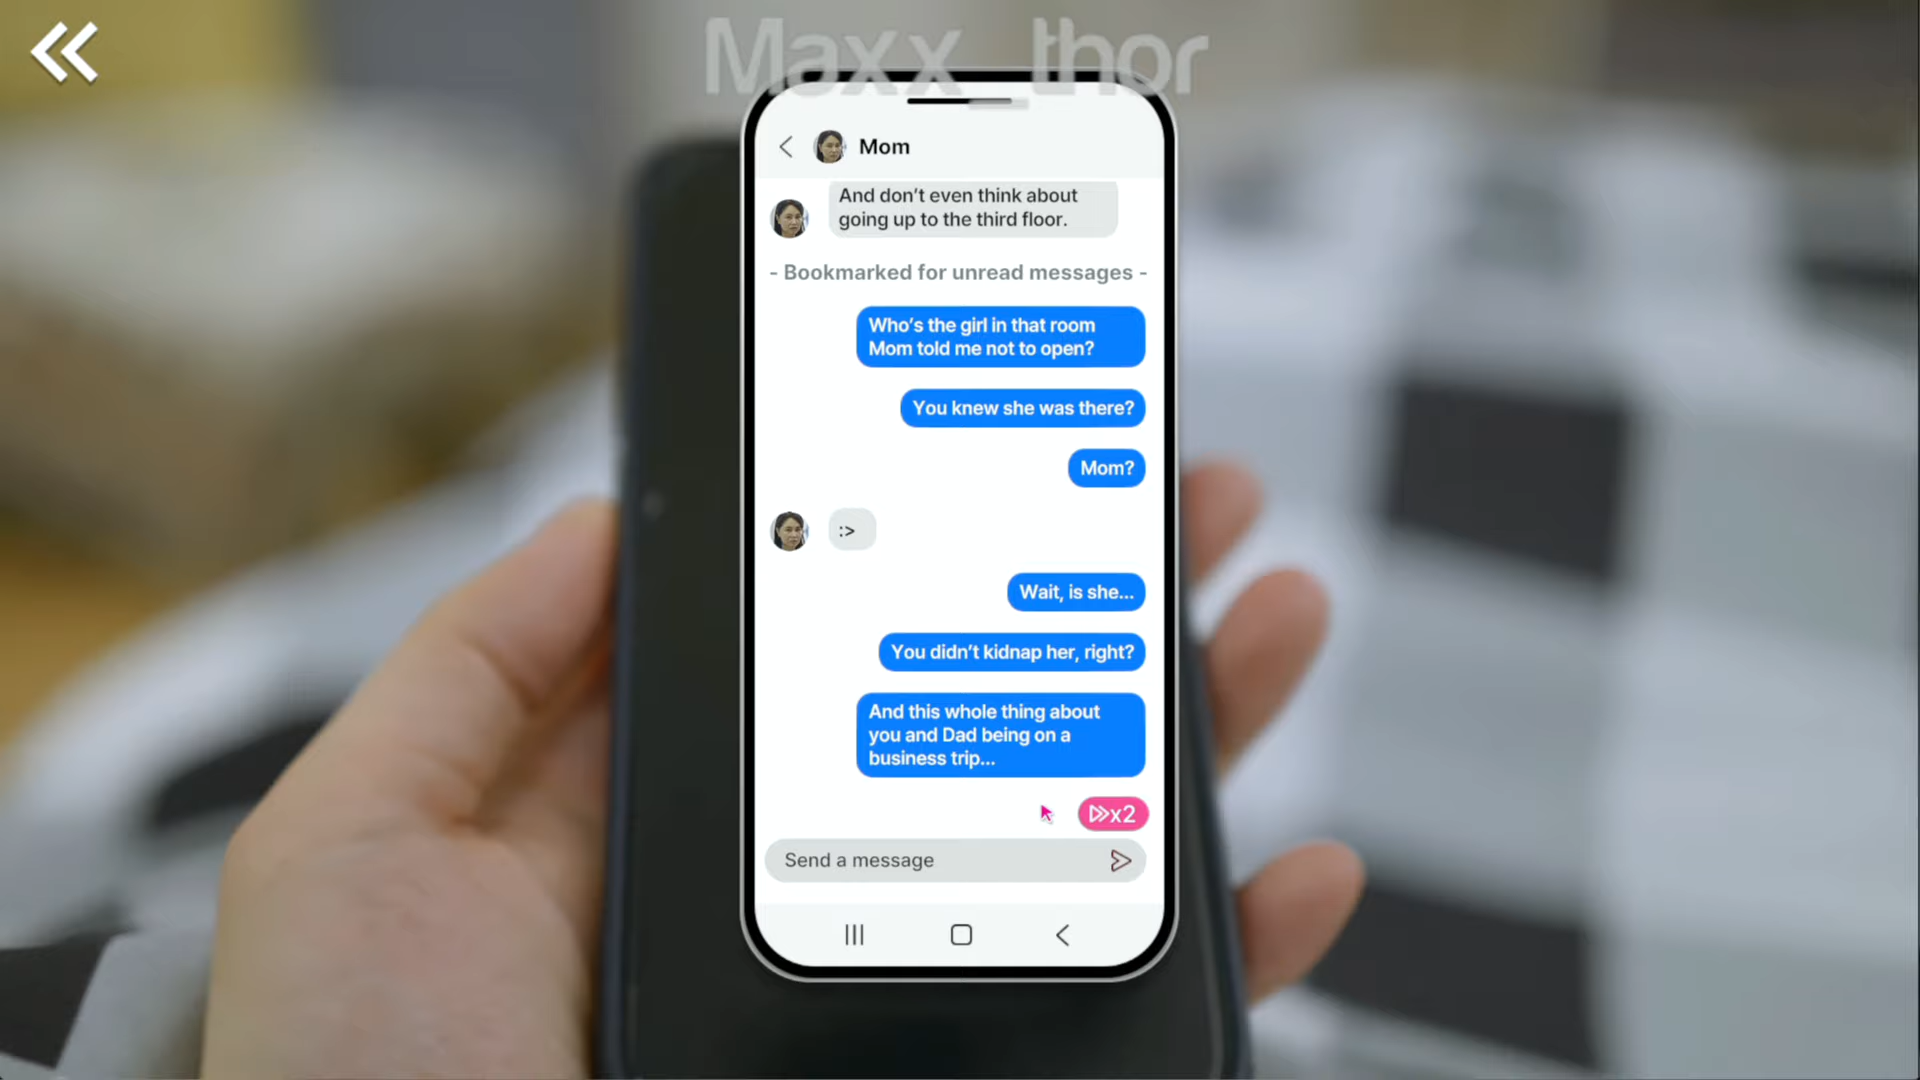 Maxx_thor
Mom
And don't even think about
going up to the third floor.
- Bookmarked for unread messages -
Who's the girl in that room
Mom told me not to open?
You knew she was there?
Mom?
:>
Wait, is she...
You didn't kidnap her, right?
And this whole thing about
you and Dad being on a
business trip...
x2
Send a message